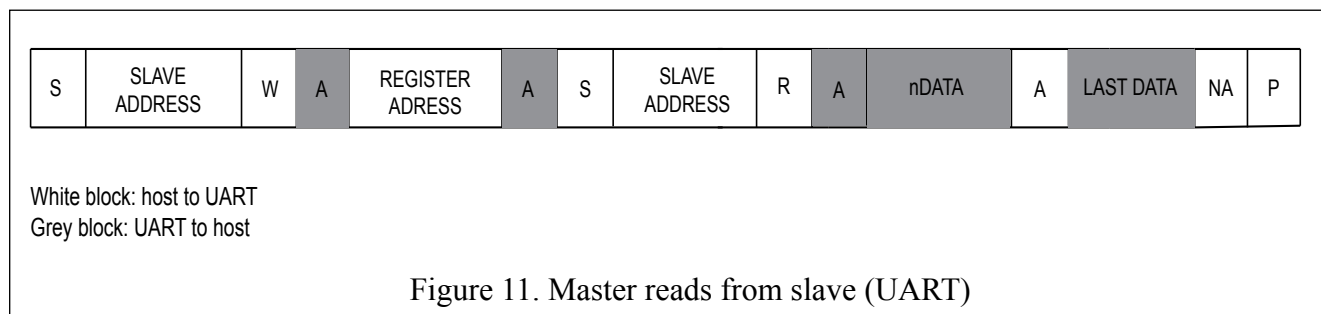 S SLAVE ADDRESS W A REGISTER ADRESS A S SLAVE ADDRESS R A nDATA A LAST DATA NA P
White block: host to UART
Grey block: UART to host
Figure 11. Master reads from slave (UART)